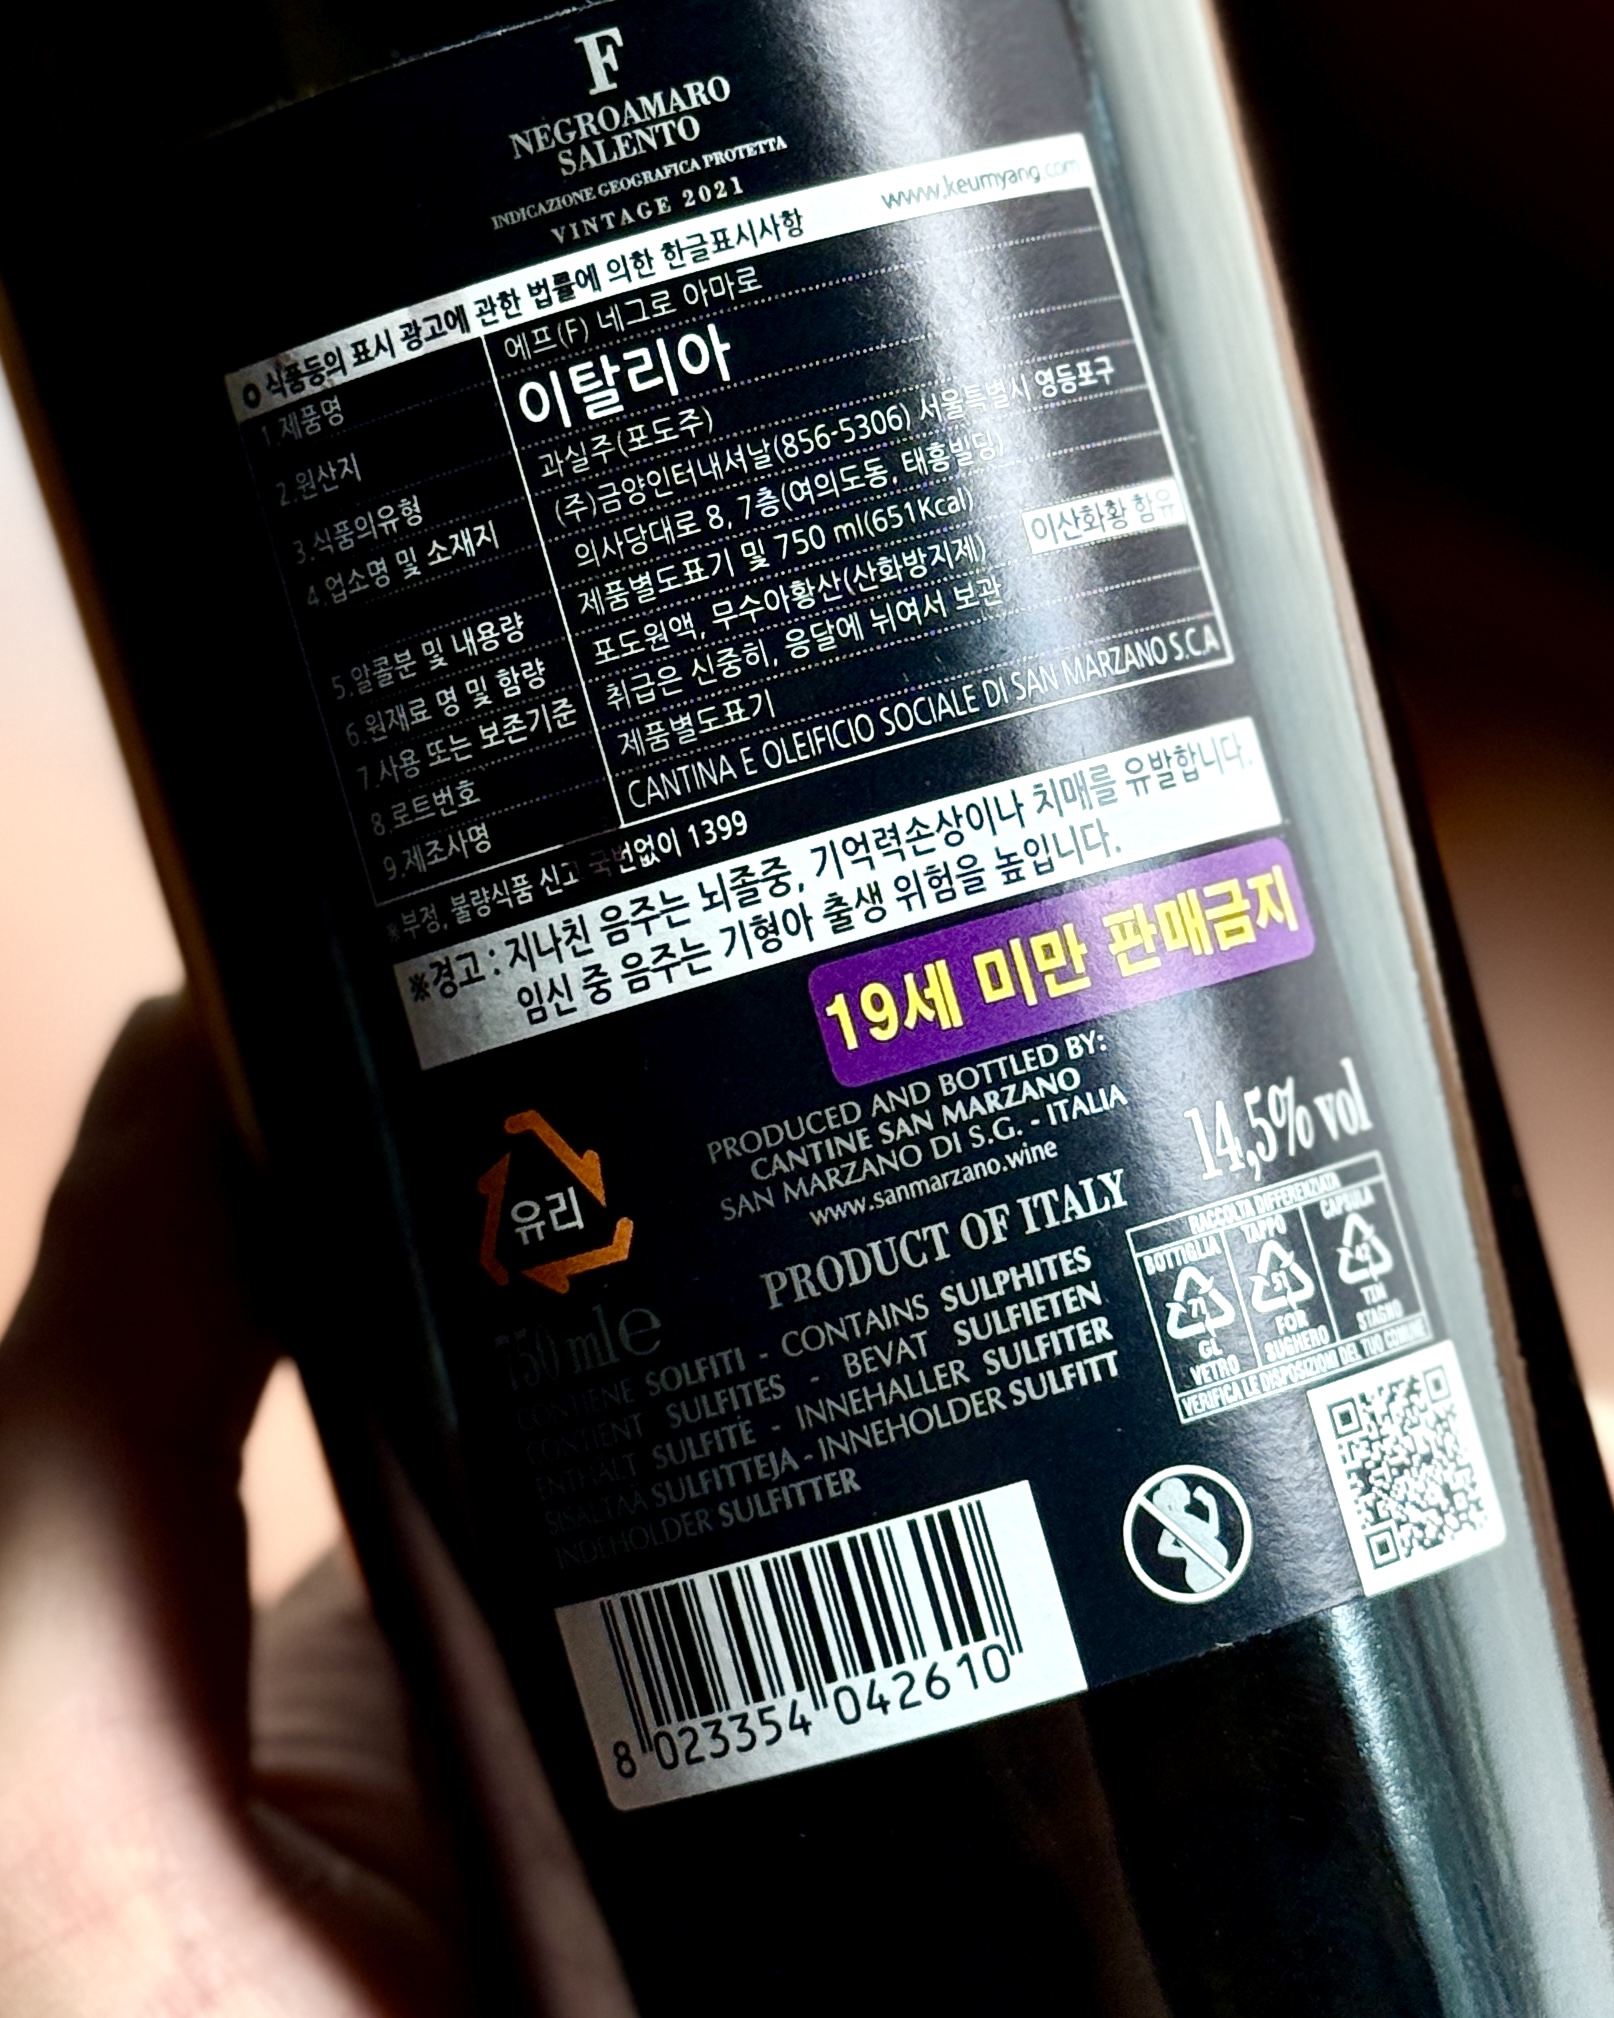 F
NEGROAMARO
SALENTO
INDICAZIONE GEOGRAFICA PROTETTA
VINTAGE 2021
식품등의 표시 광고에 관한 법률에 의한 한글표시사항 www.keumyang.com
1.제품명 에프(F) 네그로 아마로
2.원산지 이탈리아
3.식품의유형 과실주(포도주)
4.업소명 및 소재지 (주)금양인터내셔날(856-5306) 서울특별시 영등포구
의사당대로 8, 7층(여의도동, 태흥빌딩)
5.알콜분 및 내용량 제품별도표기 및 750 ml(651Kcal)
6.원재료 명 및 함량 포도원액, 무수아황산(산화방지제) 이산화황 함유
7.사용 또는 보존기준 취급은 신중히, 응달에 뉘여서 보관
8.로트번호 제품별도표기
9.제조사명 CANTINA E OLEIFICIO SOCIALE DI SAN MARZANO S.C.A
※부정, 불량식품 신고 국번없이 1399
※경고 : 지나친 음주는 뇌졸중, 기억력손상이나 치매를 유발합니다.
임신 중 음주는 기형아 출생 위험을 높입니다.
19세 미만 판매금지
유리
PRODUCED AND BOTTLED BY:
CANTINE SAN MARZANO
SAN MARZANO DI S.G. - ITALIA
www.sanmarzano.wine
14,5% vol
PRODUCT OF ITALY
750 ml e
CONTIENE SOLFITI - CONTAINS SULPHITES
CONTIENT SULFITES - BEVAT SULFIETEN
ENTHÄLT SULFITE - INNEHALLER SULFITER
SISALTAA SULFITTEJA - INNEHOLDER SULFITT
INDEHOLDER SULFITTER
RACCOLTA DIFFERENZIATA
BOTTIGLIA TAPPO CAPSULA
71 51 42
GL FOR TIN
VETRO SUGHERO STAGNO
VERIFICA LE DISPOSIZIONI DEL TUO COMUNE
8 023354 042610